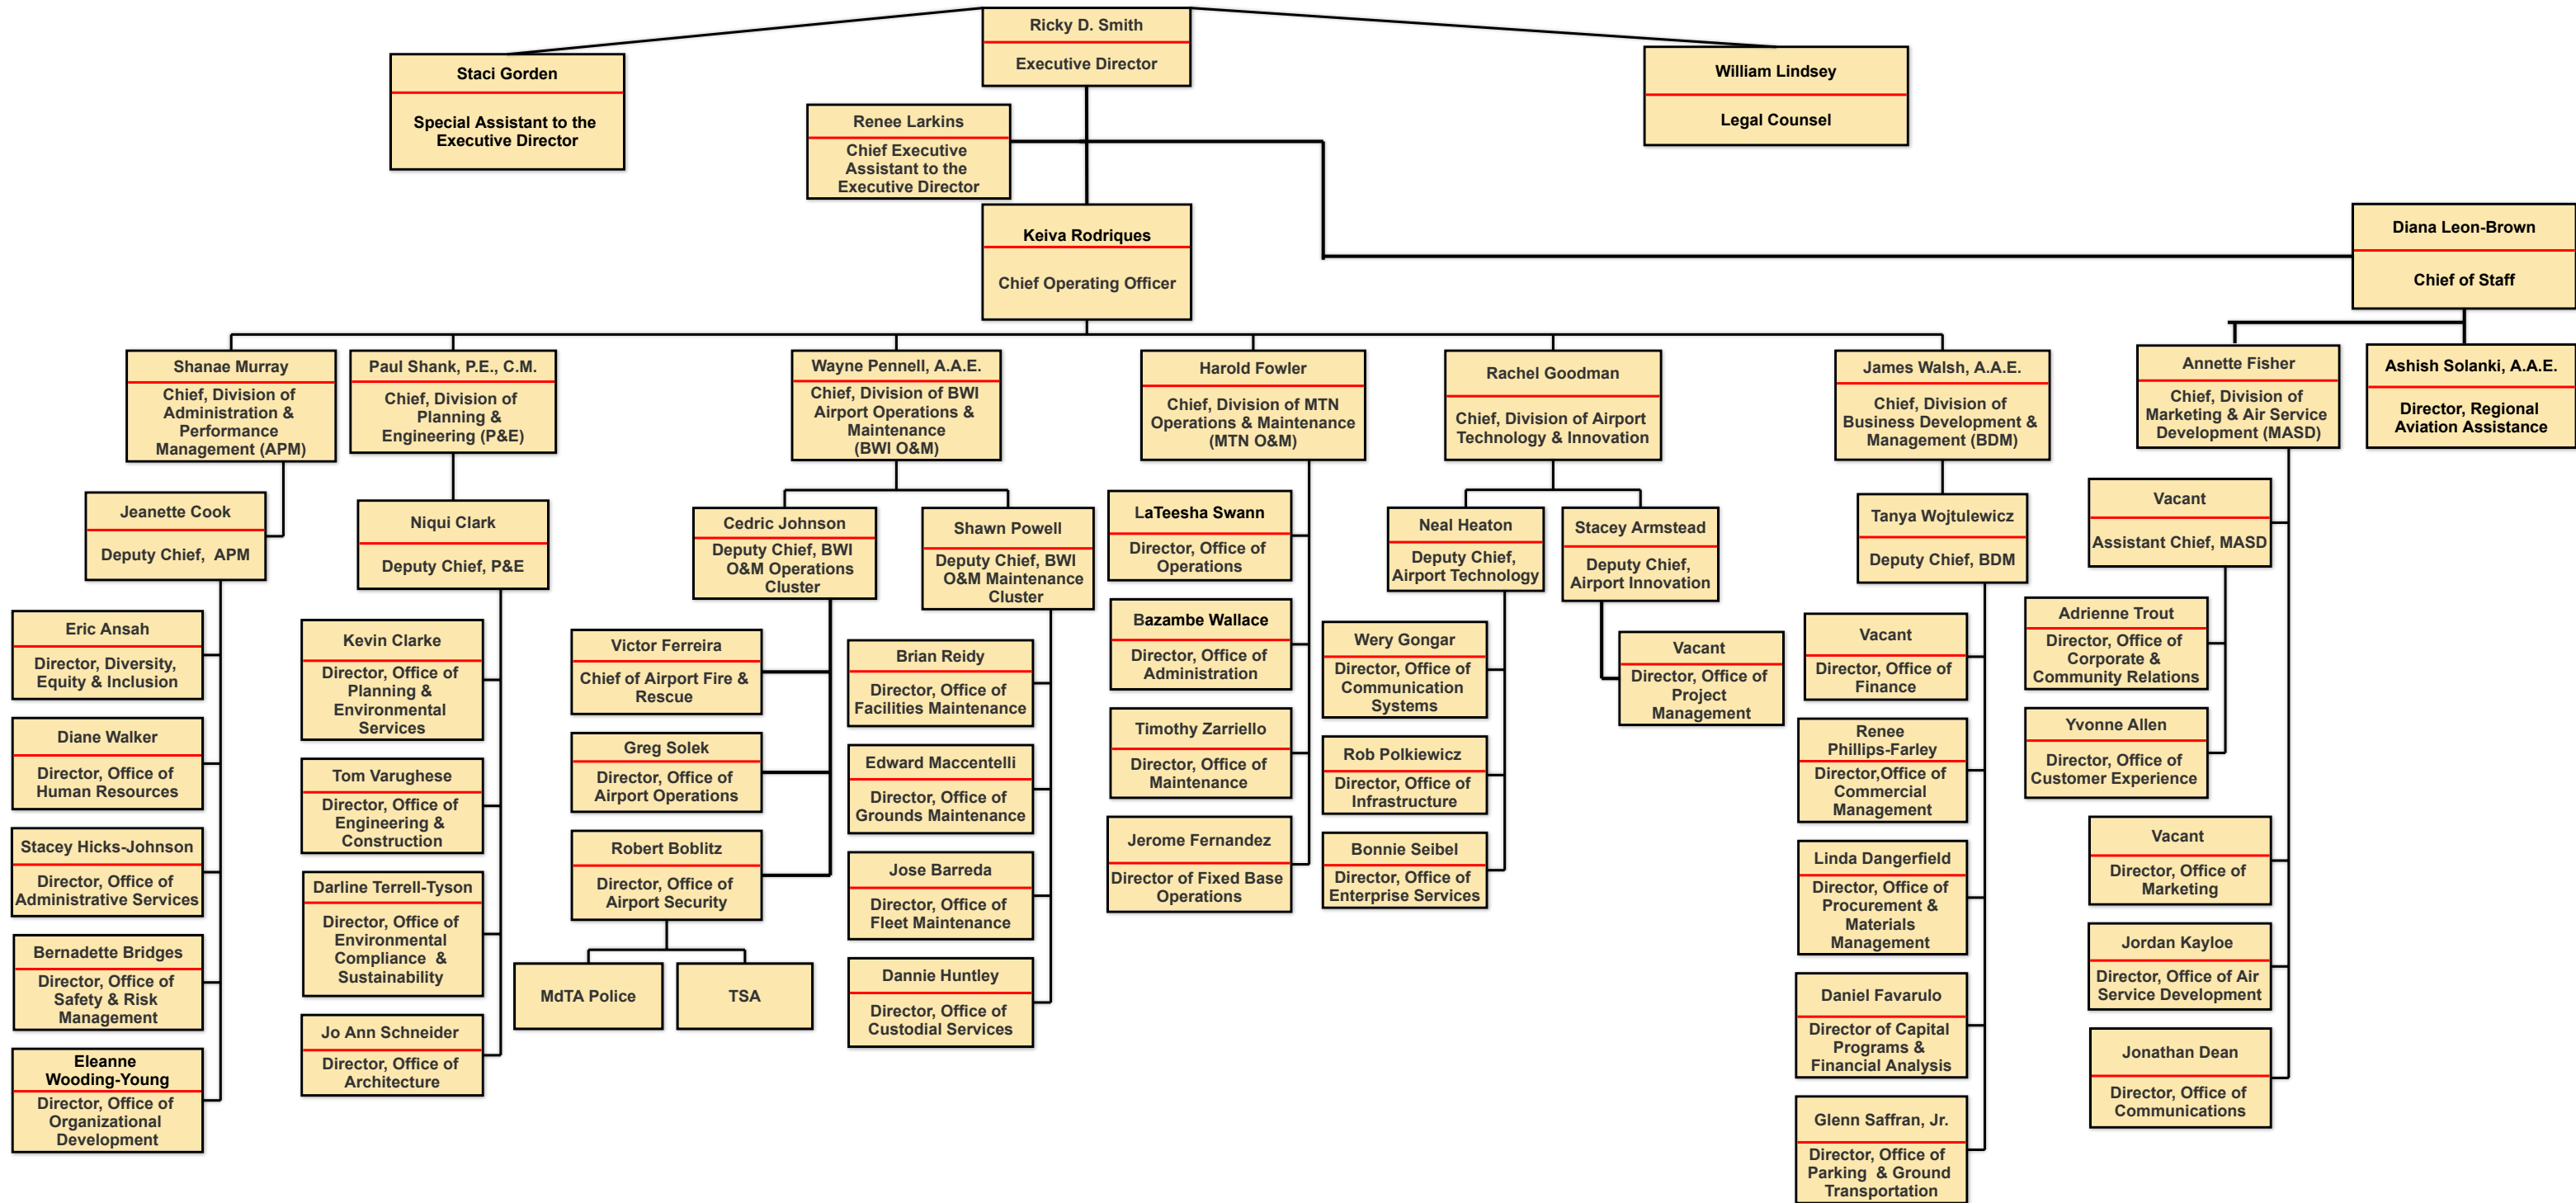 Ricky D. Smith
Executive Director
Staci Gorden
Special Assistant to the
Executive Director
William Lindsey
Legal Counsel
Renee Larkins
Chief Executive
Assistant to the
Executive Director
Keiva Rodriques
Chief Operating Officer
Diana Leon-Brown
Chief of Staff
Shanae Murray
Chief, Division of
Administration &
Performance
Management (APM)
Paul Shank, P.E., C.M.
Chief, Division of
Planning &
Engineering (P&E)
Wayne Pennell, A.A.E.
Chief, Division of BWI
Airport Operations &
Maintenance
(BWI O&M)
Harold Fowler
Chief, Division of MTN
Operations & Maintenance
(MTN O&M)
Rachel Goodman
Chief, Division of Airport
Technology & Innovation
James Walsh, A.A.E.
Chief, Division of
Business Development &
Management (BDM)
Annette Fisher
Chief, Division of
Marketing & Air Service
Development (MASD)
Ashish Solanki, A.A.E.
Director, Regional
Aviation Assistance
Jeanette Cook
Deputy Chief, APM
Eric Ansah
Director, Diversity,
Equity & Inclusion
Diane Walker
Director, Office of
Human Resources
Stacey Hicks-Johnson
Director, Office of
Administrative Services
Bernadette Bridges
Director, Office of
Safety & Risk
Management
Eleanne
Wooding-Young
Director, Office of
Organizational
Development
Niqui Clark
Deputy Chief, P&E
Kevin Clarke
Director, Office of
Planning &
Environmental
Services
Tom Varughese
Director, Office of
Engineering &
Construction
Darline Terrell-Tyson
Director, Office of
Environmental
Compliance &
Sustainability
Jo Ann Schneider
Director, Office of
Architecture
Cedric Johnson
Deputy Chief, BWI
O&M Operations
Cluster
Victor Ferreira
Chief of Airport Fire &
Rescue
Greg Solek
Director, Office of
Airport Operations
Robert Boblitz
Director, Office of
Airport Security
MdTA Police
TSA
Shawn Powell
Deputy Chief, BWI
O&M Maintenance
Cluster
Brian Reidy
Director, Office of
Facilities Maintenance
Edward Maccentelli
Director, Office of
Grounds Maintenance
Jose Barreda
Director, Office of
Fleet Maintenance
Dannie Huntley
Director, Office of
Custodial Services
LaTeesha Swann
Director, Office of
Operations
Bazambe Wallace
Director, Office of
Administration
Timothy Zarriello
Director, Office of
Maintenance
Jerome Fernandez
Director of Fixed Base
Operations
Neal Heaton
Deputy Chief,
Airport Technology
Wery Gongar
Director, Office of
Communication
Systems
Rob Polkiewicz
Director, Office of
Infrastructure
Bonnie Seibel
Director, Office of
Enterprise Services
Stacey Armstead
Deputy Chief,
Airport Innovation
Vacant
Director, Office of
Project
Management
Tanya Wojtulewicz
Deputy Chief, BDM
Vacant
Director, Office of
Finance
Renee
Phillips-Farley
Director,Office of
Commercial
Management
Linda Dangerfield
Director, Office of
Procurement &
Materials
Management
Daniel Favarulo
Director of Capital
Programs &
Financial Analysis
Glenn Saffran, Jr.
Director, Office of
Parking & Ground
Transportation
Vacant
Assistant Chief, MASD
Adrienne Trout
Director, Office of
Corporate &
Community Relations
Yvonne Allen
Director, Office of
Customer Experience
Vacant
Director, Office of
Marketing
Jordan Kayloe
Director, Office of Air
Service Development
Jonathan Dean
Director, Office of
Communications